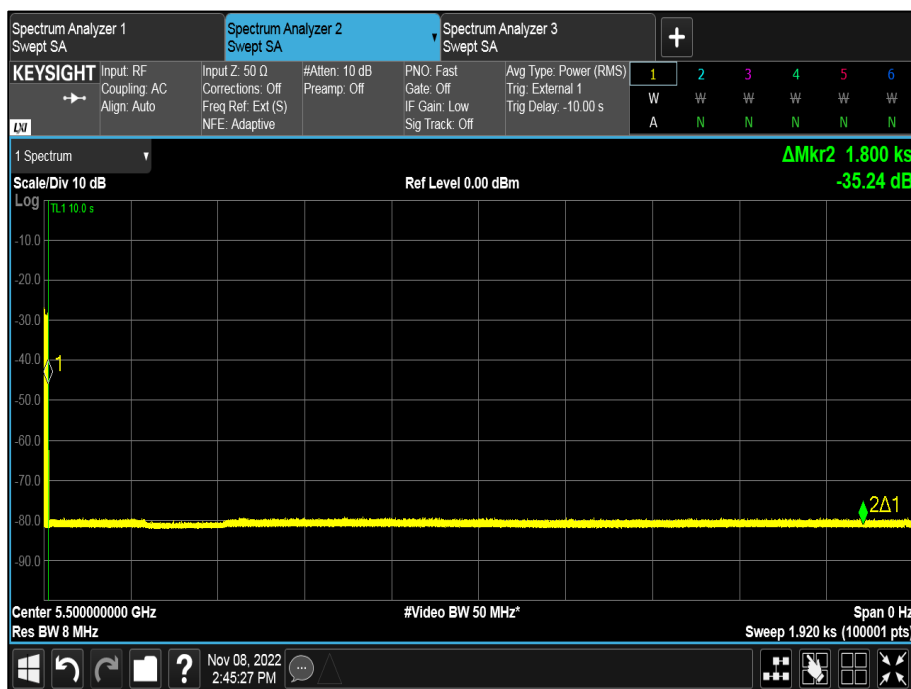 Spectrum Analyzer 1
Swept SA
Spectrum Analyzer 2
Swept SA
Spectrum Analyzer 3
Swept SA
+
KEYSIGHT
LXI
Input: RF
Coupling: AC
Align: Auto
Input Z: 50 Ω
Corrections: Off
Freq Ref: Ext (S)
NFE: Adaptive
#Atten: 10 dB
Preamp: Off
PNO: Fast
Gate: Off
IF Gain: Low
Sig Track: Off
Avg Type: Power (RMS)
Trig: External 1
Trig Delay: -10.00 s
1 2 3 4 5 6
W W W W W W
A N N N N N
1 Spectrum
Scale/Div 10 dB
Ref Level 0.00 dBm
ΔMkr2 1.800 ks
-35.24 dB
Log
TL1 10.0 s
-10.0
-20.0
-30.0
-40.0
1
-50.0
-60.0
-70.0
-80.0
2Δ1
-90.0
Center 5.500000000 GHz
#Video BW 50 MHz*
Span 0 Hz
Res BW 8 MHz
Sweep 1.920 ks (100001 pts)
?
Nov 08, 2022
2:45:27 PM